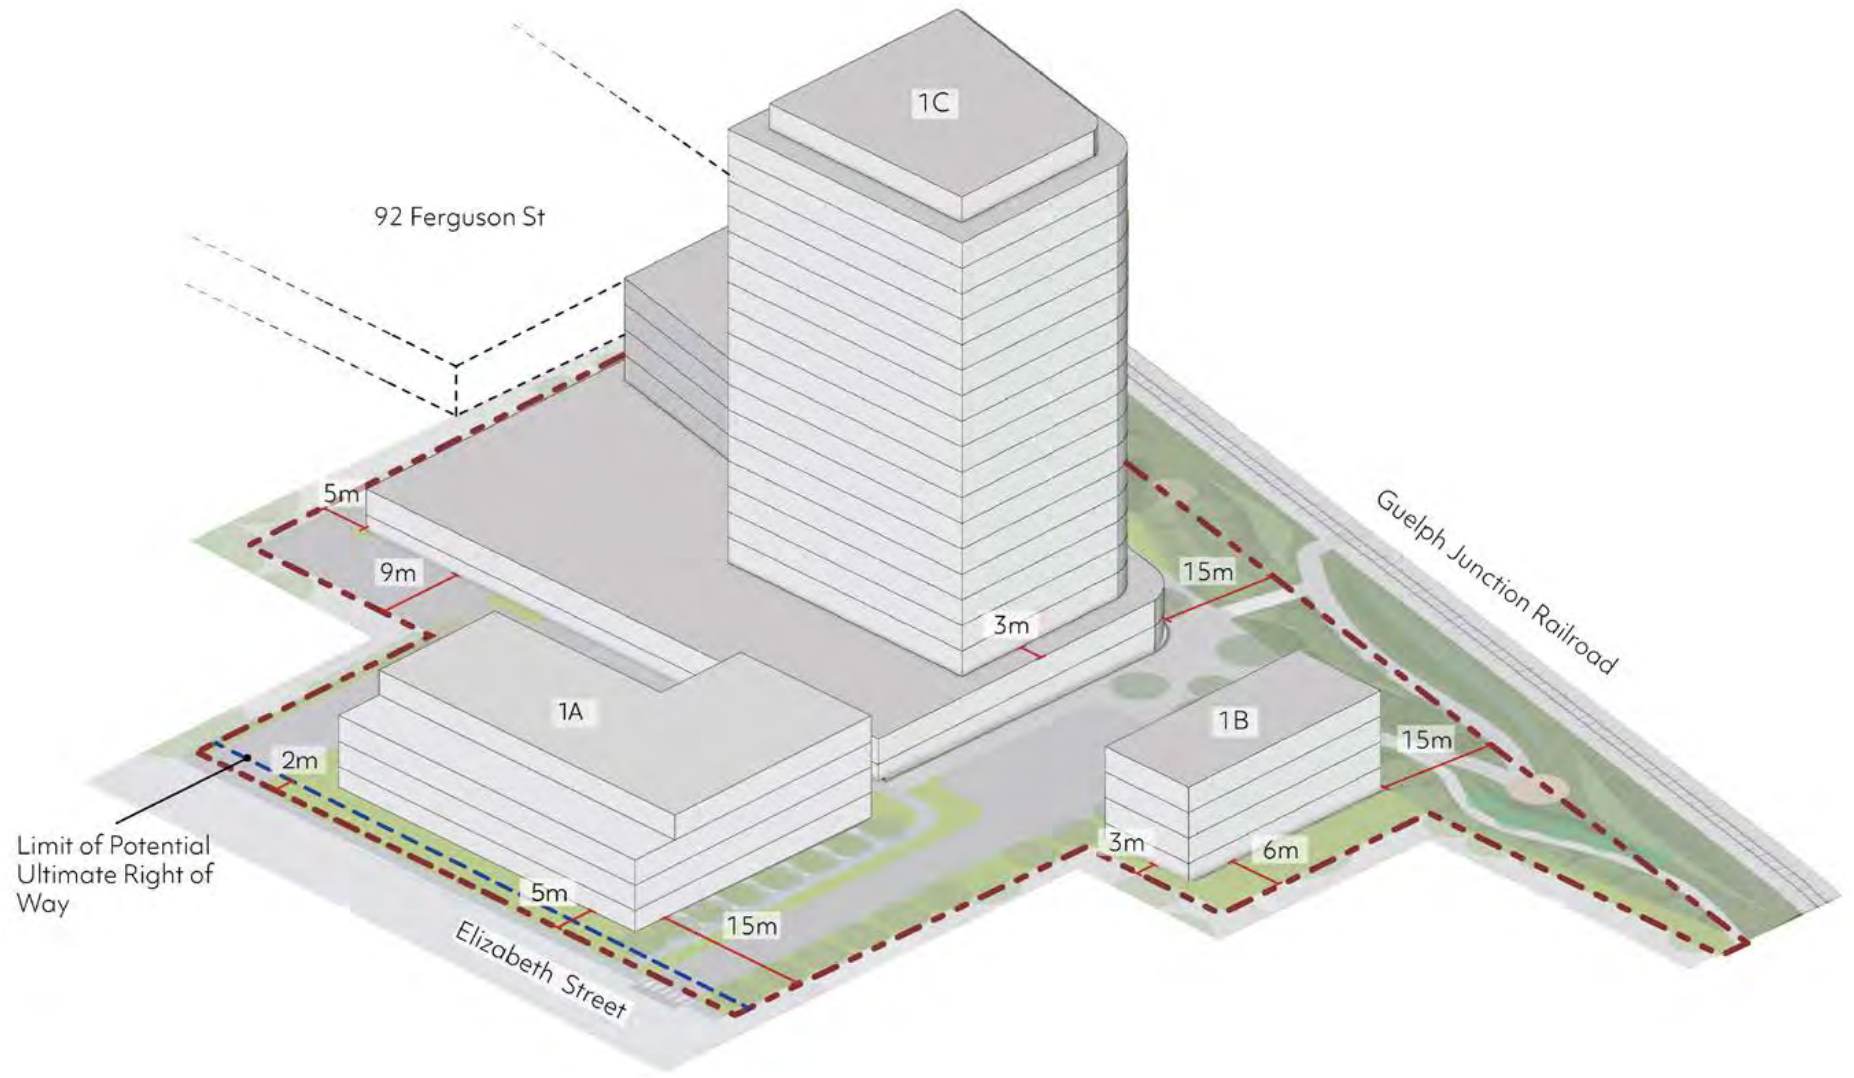 1C
92 Ferguson St
5m
Guelph Junction Railroad
9m
15m
3m
1A
1B
15m
2m
Limit of Potential
Ultimate Right of
Way
3m
6m
5m
15m
Elizabeth Street